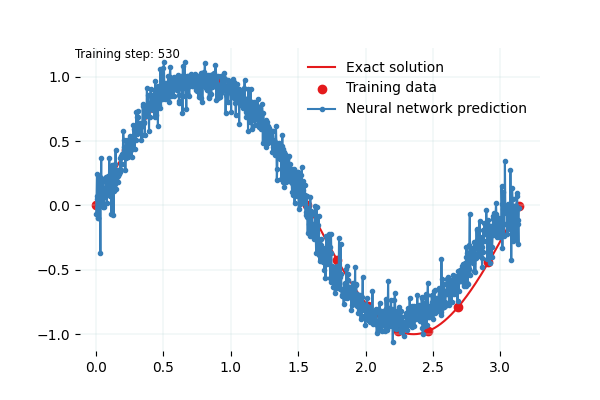 Training step: 530
Exact solution
Training data
Neural network prediction
1.0
0.5
0.0
−0.5
−1.0
0.0 0.5 1.0 1.5 2.0 2.5 3.0